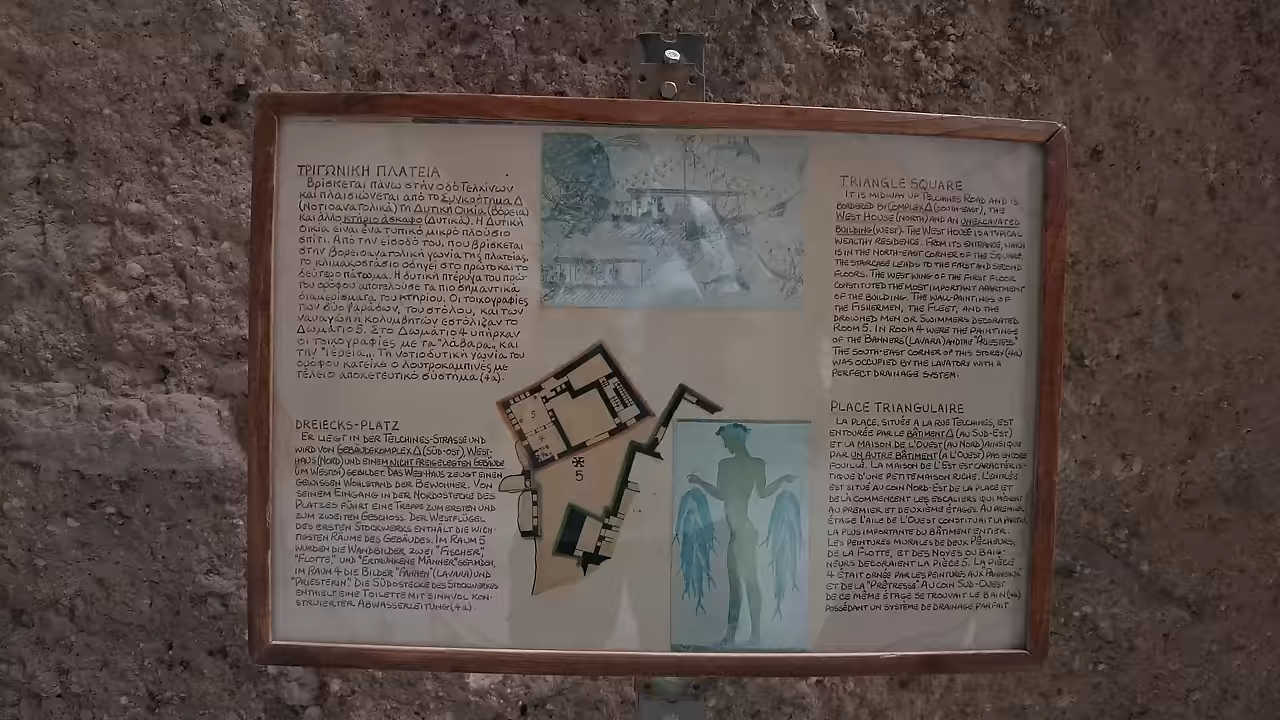 ΤΡΙΓΩΝΙΚΗ ΠΛΑΤΕΙΑ
Βρίσκεται πάνω στην οδό Τελχίνων
και πλαισιώνεται από το Συγκρότημα Δ
(Νοτιοανατολικά) τη Δυτική Οικία (βόρεια)
και άλλο κτήριο άσκαφο (Δυτικά). Η Δυτική
Οικία είναι ένα τυπικό μικρό πλούσιο
σπίτι. Από την είσοδό του, που βρίσκεται
στην βορειοανατολική γωνία της πλατείας,
το κλιμακοστάσιο οδηγεί στο πρώτο και το
δεύτερο πάτωμα. Η δυτική πτέρυγα του πρώ-
του ορόφου αποτελούσε τα πιο σημαντικά
διαμερίσματα του κτηρίου. Οι τοιχογραφίες
των δύο ψαράδων, του στόλου, και των
ναυαγών ή κολυμβητών εστόλιζαν το
Δωμάτιο 5. Στο Δωμάτιο 4 υπήρχαν
οι τοιχογραφίες με τα "λάβαρα" και
την "Ιέρεια". Τη νοτιοδυτική γωνία του
ορόφου κατείχε ο λουτροκαμπινές με
τέλειο αποχετευτικό σύστημα (4α).
TRIANGLE SQUARE
IT IS MIDWAY UP TELCHINES ROAD AND IS
BORDERED BY COMPLEX Δ (SOUTH-EAST), THE
WEST HOUSE (NORTH) AND AN UNEXCAVATED
BUILDING (WEST). THE WEST HOUSE IS A TYPICAL
WEALTHY RESIDENCE. FROM ITS ENTRANCE, WHICH
IS IN THE NORTH-EAST CORNER OF THE SQUARE,
THE STAIRCASE LEADS TO THE FIRST AND SECOND
FLOORS. THE WEST WING OF THE FIRST FLOOR
CONSTITUTED THE MOST IMPORTANT APARTMENT
OF THE BUILDING. THE WALL-PAINTINGS OF
THE FISHERMEN, THE FLEET, AND THE
DROWNED MEN OR SWIMMERS DECORATED
ROOM 5. IN ROOM 4 WERE THE PAINTINGS
OF THE BANNERS (LAVARA) AND THE "PRIESTESS".
THE SOUTH-EAST CORNER OF THIS STOREY (4a)
WAS OCCUPIED BY THE LAVATORY WITH A
PERFECT DRAINAGE SYSTEM.
5
4
5
DREIECKS-PLATZ
ER LIEGT IN DER TELCHINES-STRASSE UND
WIRD VON GEBÄUDEKOMPLEX Δ (SÜD-OST) WEST-
HAUS (NORD) UND EINEM NICHT FREIGELEGTEN GEBÄUDE
(IM WESTEN) GEBILDET. DAS WESTHAUS ZEUGT EINEN
GEWISSEN WOHLSTAND DER BEWOHNER. VON
SEINEM EINGANG IN DER NORDOSTECKE DES
PLATZES FÜHRT EINE TREPPE ZUM ERSTEN UND
ZUM ZWEITEN GESCHOSS. DER WESTFLÜGEL
DES ERSTEN STOCKWERKS ENTHÄLT DIE WICH-
TIGSTEN RÄUME DES GEBÄUDES. IM RAUM 5
WURDEN DIE WANDBILDER ZWEI "FISCHER",
"FLOTTE," UND "ERTRUNKENE MÄNNER" GEFUNDEN,
IM RAUM 4 DIE BILDER "FAHNEN" (LAVARA) UND
"PRIESTERIN". DIE SÜDOSTECKE DES STOCKWERKS
ENTHIELT EINE TOILETTE MIT SINNVOLL KON-
STRUIERTER ABWASSERLEITUNG (4a).
PLACE TRIANGULAIRE
LA PLACE, SITUÉE A LA RUE TELCHINES, EST
ENTOURÉE PAR LE BÂTIMENT Δ (AU SUD-EST)
ET LA MAISON DE L'OUEST (AU NORD) AINSI QUE
PAR UN AUTRE BÂTIMENT (A L'OUEST) PAS ENCORE
FOUILLÉ. LA MAISON DE L'EST EST CARACTÉRIS-
TIQUE D'UNE PETITE MAISON RICHE. L'ENTRÉE
EST SITUÉ AU COIN NORD-EST DE LA PLACE ET
DE LÀ COMMENCENT LES ESCALIERS QUI MÈNENT
AU PREMIER ET DEUXIÈME ÉTAGES. AU PREMIER
ÉTAGE L'AILE DE L'OUEST CONSTITUAIT LA PARTIE
LA PLUS IMPORTANTE DU BÂTIMENT ENTIER.
LES PEINTURES MURALES DE DEUX PÊCHEURS,
DE LA FLOTTE, ET DES NOYÉS OU BAIG-
NEURS DECORAIENT LA PIÈCE 5. LA PIÈCE
4 ÉTAIT ORNÉE PAR LES PEINTURES AUX "PANNEAUX"
ET DE LA "PRÊTRESSE". AU COIN SUD-OUEST
DE CE MÊME ÉTAGE SE TROUVAIT LE BAIN (4a)
POSSÉDANT UN SYSTÈME DE DRAINAGE PARFAIT